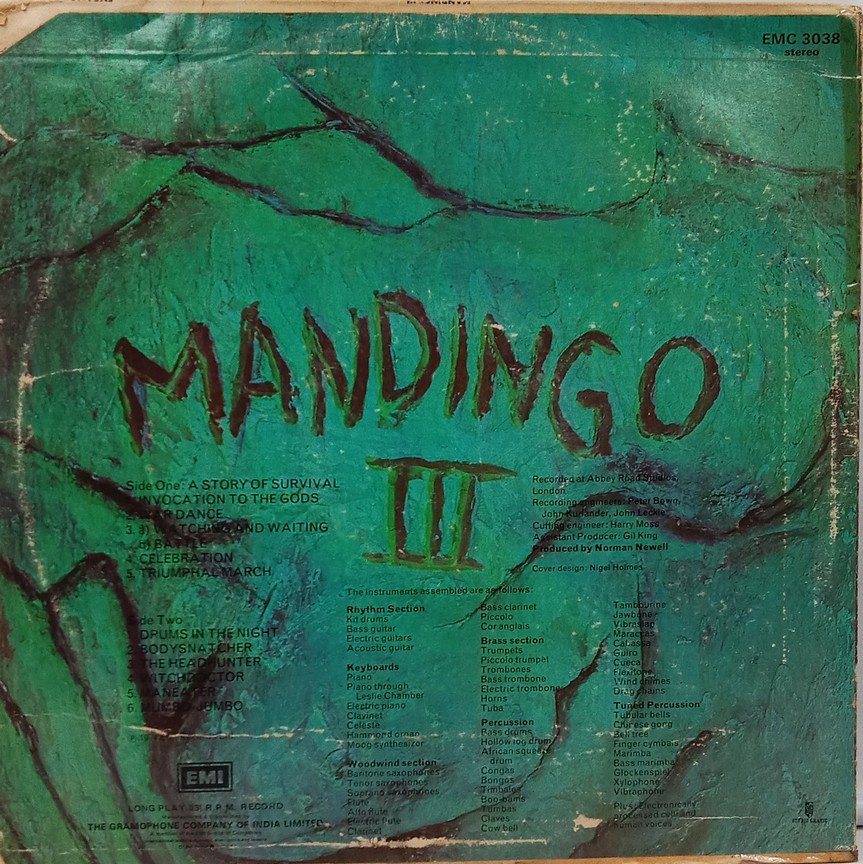 EMC 3038
stereo
MANDINGO
III
Side One: A STORY OF SURVIVAL
INVOCATION TO THE GODS
WAR DANCE
3. a) WATCHING AND WAITING
BATTLE
4. CELEBRATION
5. TRIUMPHAL MARCH
Side Two
DRUMS IN THE NIGHT
2. BODYSNATCHER
3. THE HEADHUNTER
4. WITCHDOCTOR
5. MANEATER
6. MUMBO-JUMBO
EMI
LONG PLAY 33⅓ R.P.M. RECORD
THE GRAMOPHONE COMPANY OF INDIA LIMITED
Recorded at Abbey Road Studios,
London
Recording engineers: Peter Bown,
John Kurlander, John Leckie
Cutting engineer: Harry Moss
Assistant Producer: Gil King
Produced by Norman Newell
Cover design: Nigel Holmes
The instruments assembled are as follows:
Rhythm Section
Kit drums
Bass guitar
Electric guitars
Acoustic guitar
Keyboards
Piano
Piano through
Leslie Chamber
Electric piano
Clavinet
Celeste
Hammond organ
Moog synthesizer
Woodwind section
Baritone saxophones
Tenor saxophones
Soprano saxophones
Flute
Alto flute
Electric flute
Clarinet
Bass clarinet
Piccolo
Cor anglais
Brass section
Trumpets
Piccolo trumpet
Trombones
Bass trombone
Electric trombone
Horns
Tuba
Percussion
Bass drums
Hollow log drum
African squeeze
drum
Congas
Bongos
Timbales
Boo-bams
Tumbas
Claves
Cow bell
Tambourine
Jawbone
Vibraslap
Maraccas
Cabassa
Guiro
Cueca
Flexitone
Wind chimes
Drag chains
Tuned Percussion
Tubular bells
Chinese gong
Bell tree
Finger cymbals
Marimba
Bass marimba
Glockenspiel
Xylophone
Vibraphone
Plus: Electronically
processed celli and
human voices